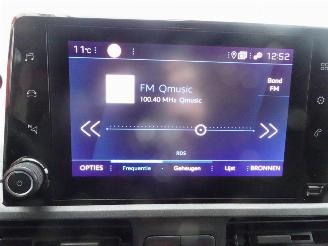 11°C 12:52
FM Qmusic
100.40 MHz Qmusic
Band
FM
RDS
OPTIES Frequentie Geheugen Lijst BRONNEN